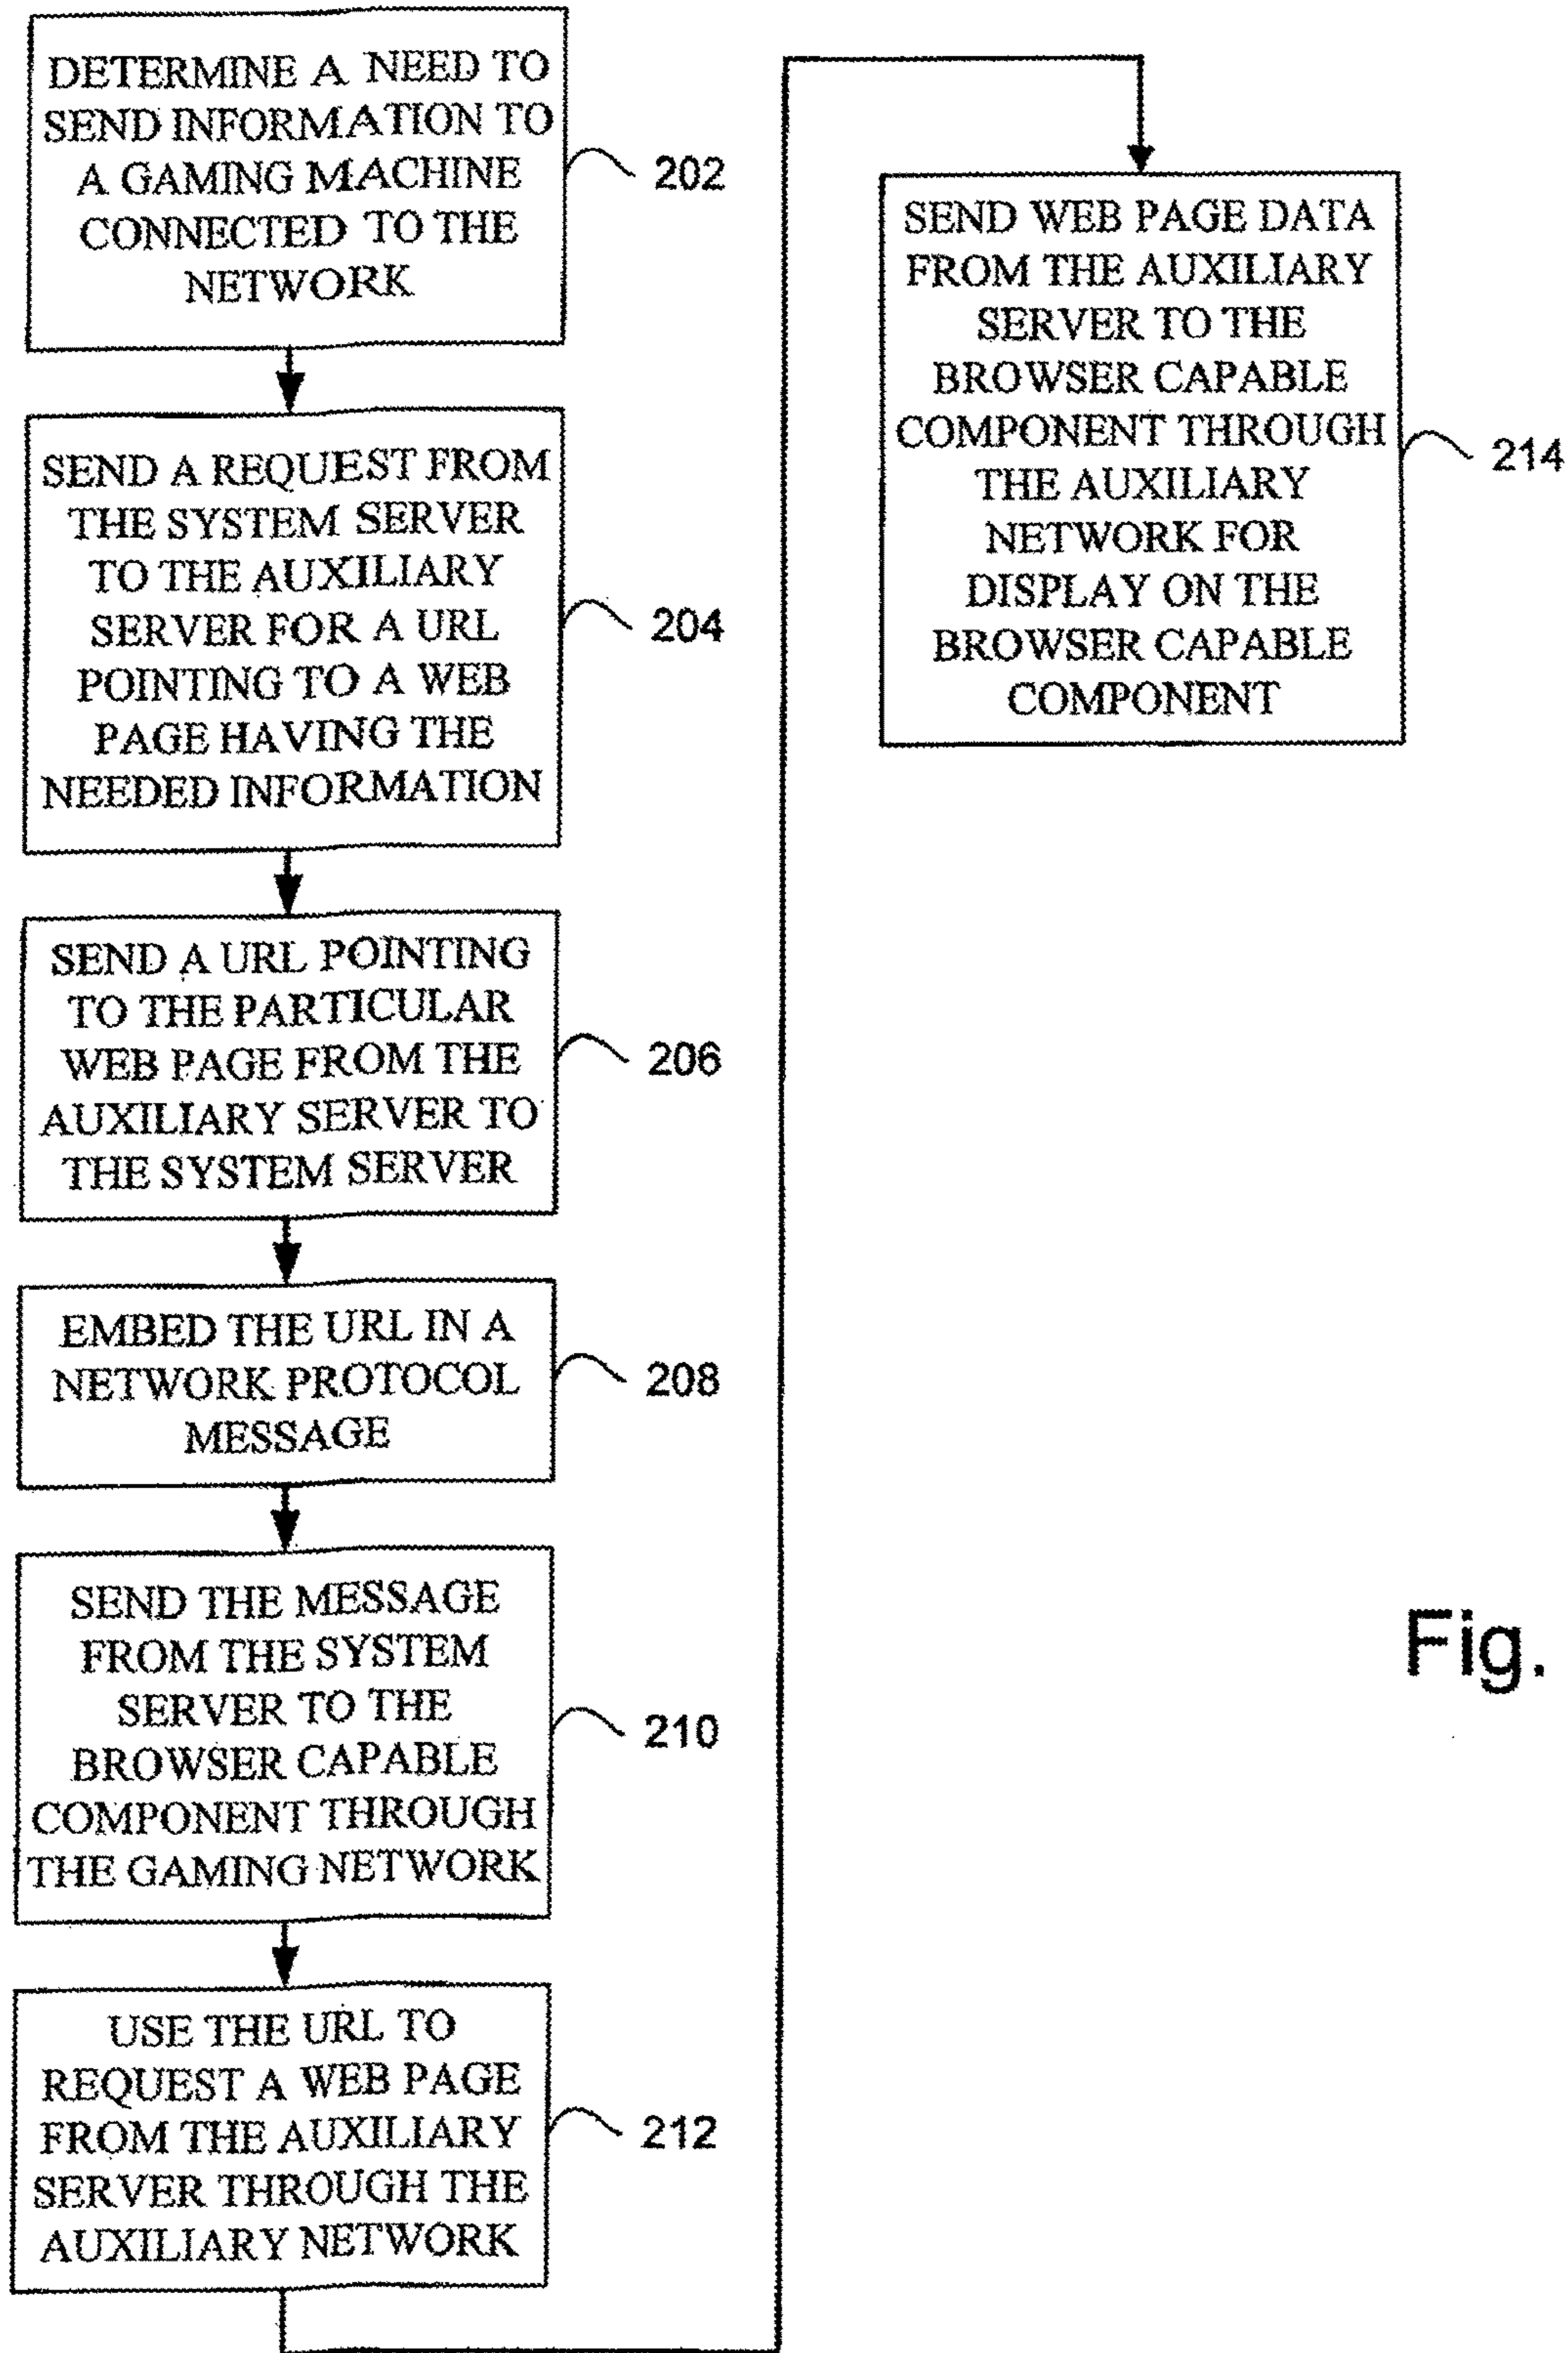 DETERMINE A NEED TO
SEND INFORMATION TO
A GAMING MACHINE
CONNECTED TO THE
NETWORK
202
SEND A REQUEST FROM
THE SYSTEM SERVER
TO THE AUXILIARY
SERVER FOR A URL
POINTING TO A WEB
PAGE HAVING THE
NEEDED INFORMATION
204
SEND A URL POINTING
TO THE PARTICULAR
WEB PAGE FROM THE
AUXILIARY SERVER TO
THE SYSTEM SERVER
206
EMBED THE URL IN A
NETWORK PROTOCOL
MESSAGE
208
SEND THE MESSAGE
FROM THE SYSTEM
SERVER TO THE
BROWSER CAPABLE
COMPONENT THROUGH
THE GAMING NETWORK
210
USE THE URL TO
REQUEST A WEB PAGE
FROM THE AUXILIARY
SERVER THROUGH THE
AUXILIARY NETWORK
212
SEND WEB PAGE DATA
FROM THE AUXILIARY
SERVER TO THE
BROWSER CAPABLE
COMPONENT THROUGH
THE AUXILIARY
NETWORK FOR
DISPLAY ON THE
BROWSER CAPABLE
COMPONENT
214
Fig.